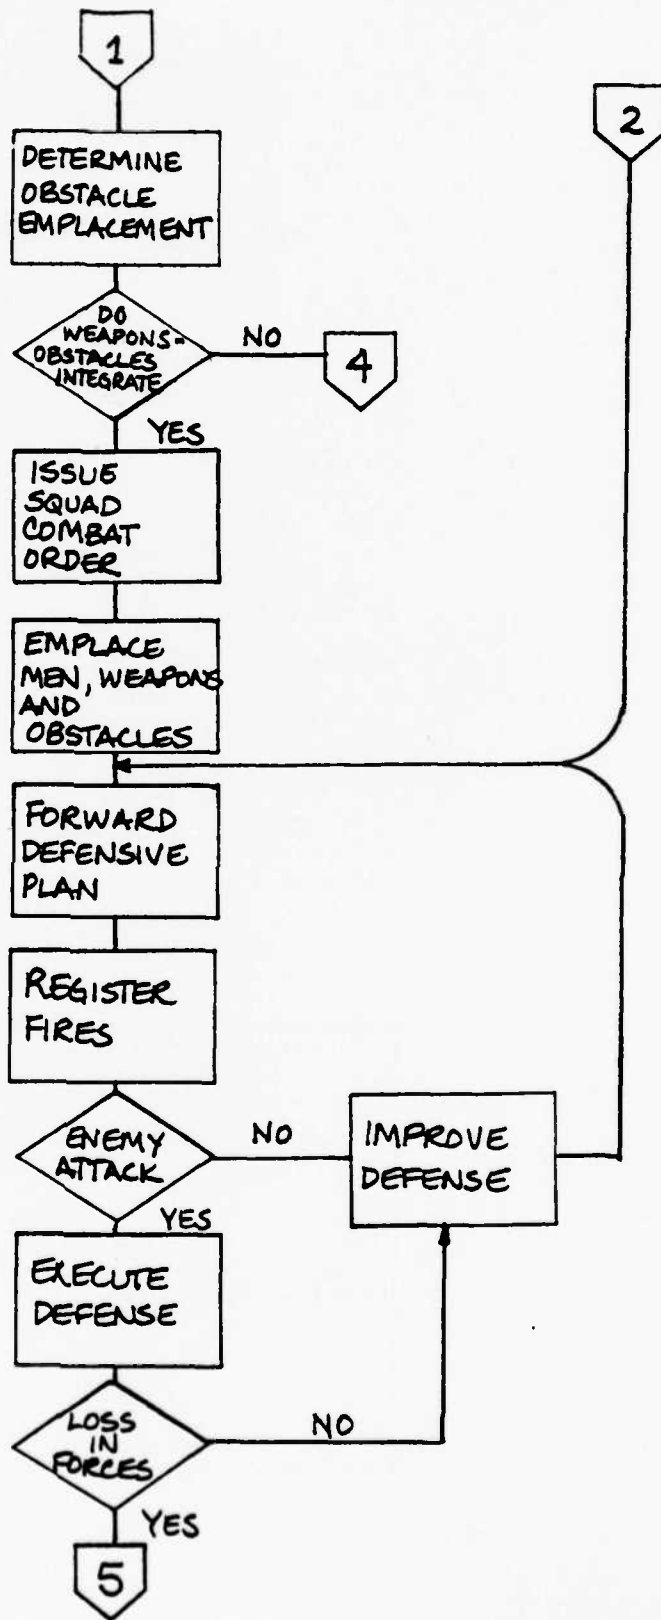 1
2
DETERMINE
OBSTACLE
EMPLACEMENT
DO
WEAPONS-
OBSTACLES
INTEGRATE
NO
4
YES
ISSUE
SQUAD
COMBAT
ORDER
EMPLACE
MEN, WEAPONS
AND
OBSTACLES
FORWARD
DEFENSIVE
PLAN
REGISTER
FIRES
ENEMY
ATTACK
NO
IMPROVE
DEFENSE
YES
EXECUTE
DEFENSE
LOSS
IN
FORCES
NO
YES
5